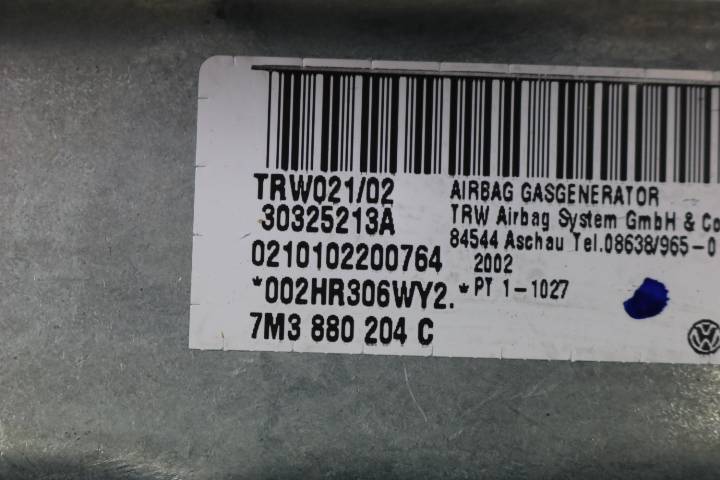 TRW021/02
30325213A
0210102200764
*002HR306WY2.*
7M3 880 204 C
AIRBAG GASGENERATOR
TRW Airbag System GmbH & Co
84544 Aschau Tel.08638/965-0
2002
PT 1-1027
VW